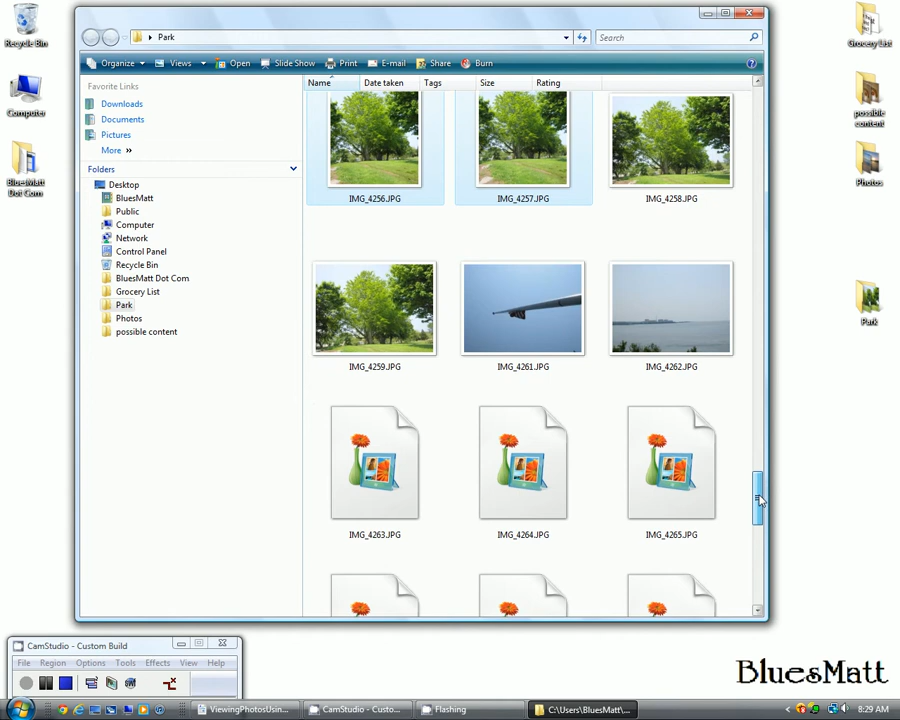 Recycle Bin
Computer
BluesMatt
Dot Com
Park
Search
Organize
Views
Open
Slide Show
Print
E-mail
Share
Burn
Favorite Links
Downloads
Documents
Pictures
More »
Folders
Desktop
BluesMatt
Public
Computer
Network
Control Panel
Recycle Bin
BluesMatt Dot Com
Grocery List
Park
Photos
possible content
Name
Date taken
Tags
Size
Rating
IMG_4256.JPG
IMG_4257.JPG
IMG_4258.JPG
IMG_4259.JPG
IMG_4261.JPG
IMG_4262.JPG
IMG_4263.JPG
IMG_4264.JPG
IMG_4265.JPG
Grocery List
possible
content
Photos
Park
CamStudio - Custom Build
File Region Options Tools Effects View Help
BluesMatt
ViewingPhotosUsin...
CamStudio - Custo...
Flashing
C:\Users\BluesMatt\...
8:29 AM